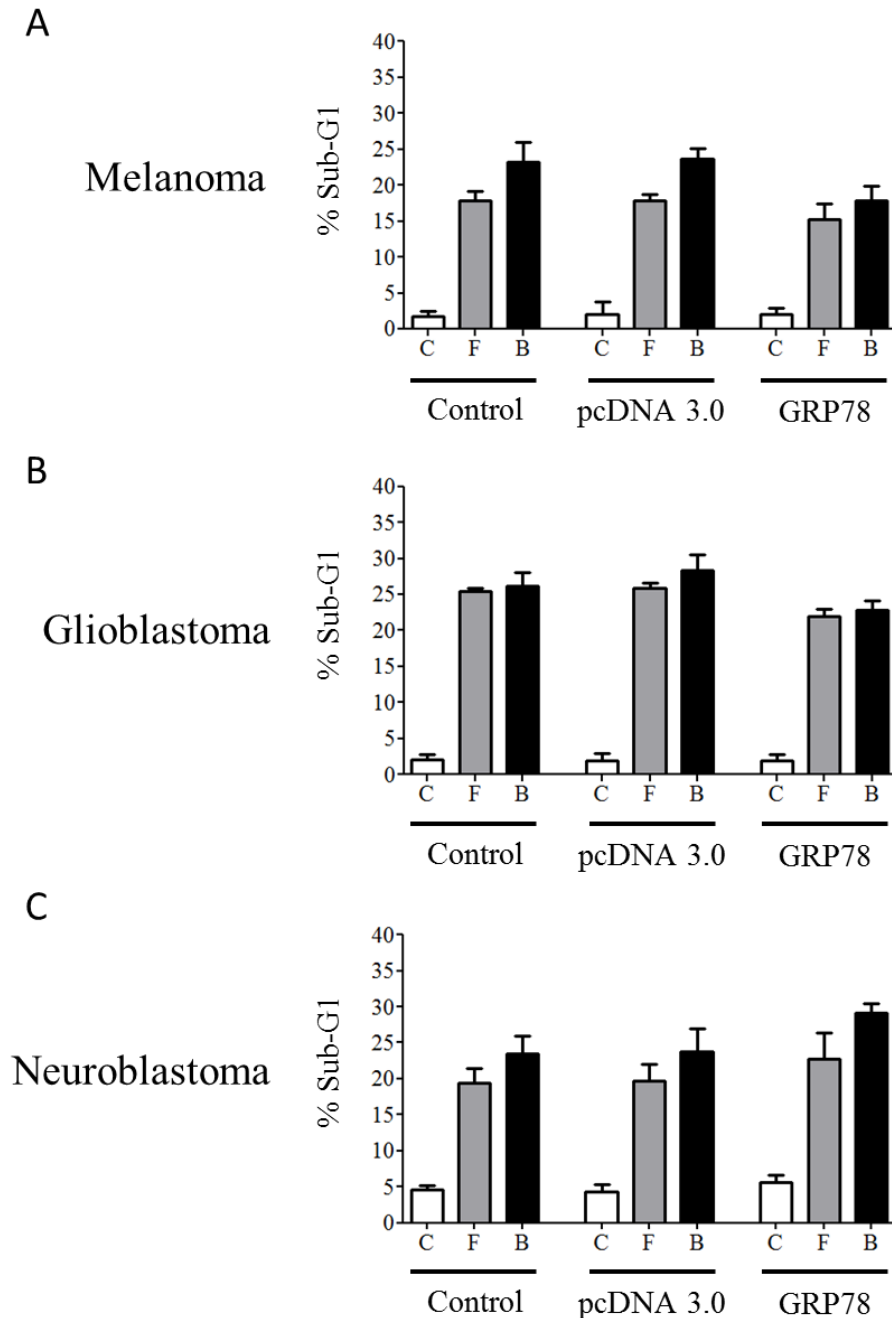 A
Melanoma
% Sub-G1
40
35
30
25
20
15
10
5
0
C F B C F B C F B
Control pcDNA 3.0 GRP78
B
Glioblastoma
% Sub-G1
40
35
30
25
20
15
10
5
0
C F B C F B C F B
Control pcDNA 3.0 GRP78
C
Neuroblastoma
% Sub-G1
40
35
30
25
20
15
10
5
0
C F B C F B C F B
Control pcDNA 3.0 GRP78